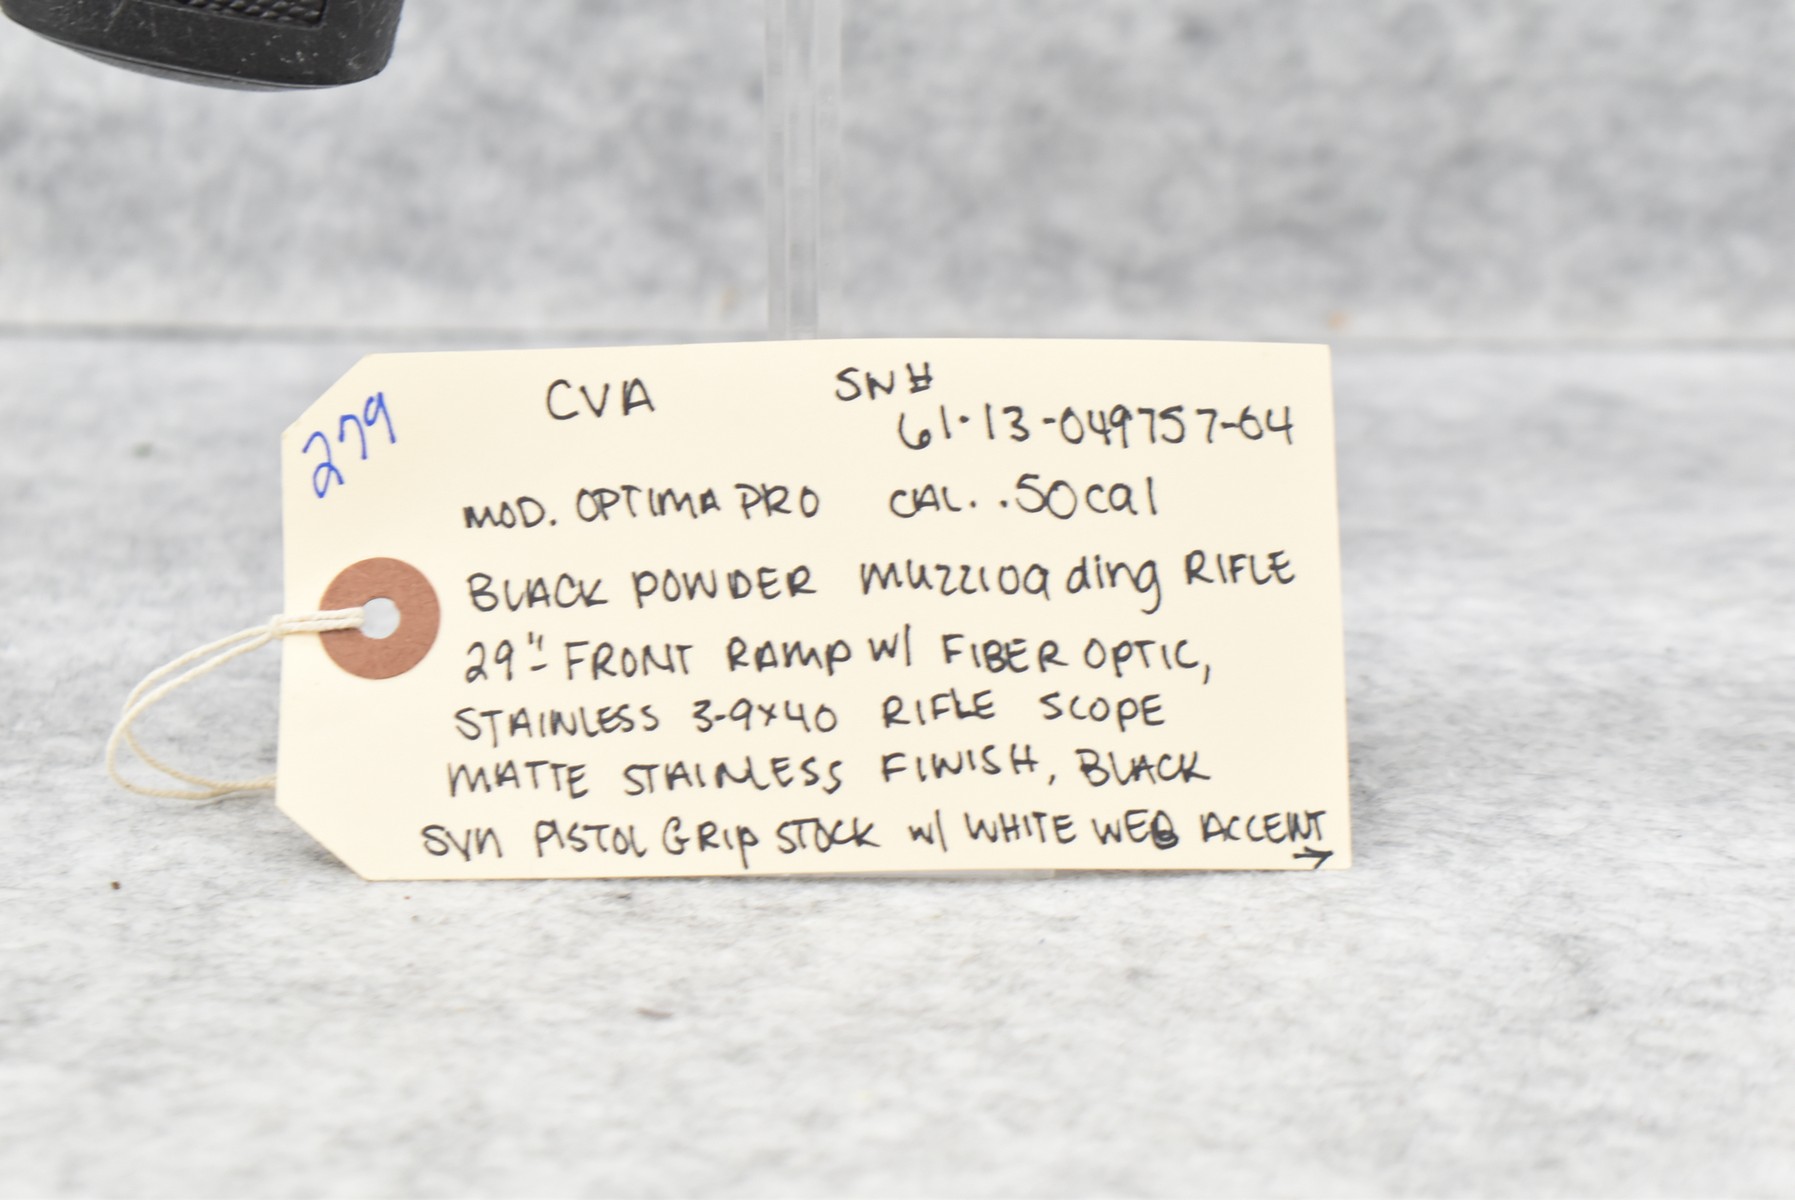 279
CVA SN#
61-13-049757-04
MOD. OPTIMA PRO CAL. .50cal
BLACK POWDER muzzloading RIFLE
29"- FRONT RAMP w/ FIBER OPTIC,
STAINLESS 3-9x40 RIFLE SCOPE
MATTE STAINLESS FINISH, BLACK
SYN PISTOL GRIP STOCK w/ WHITE WEB ACCENT
→